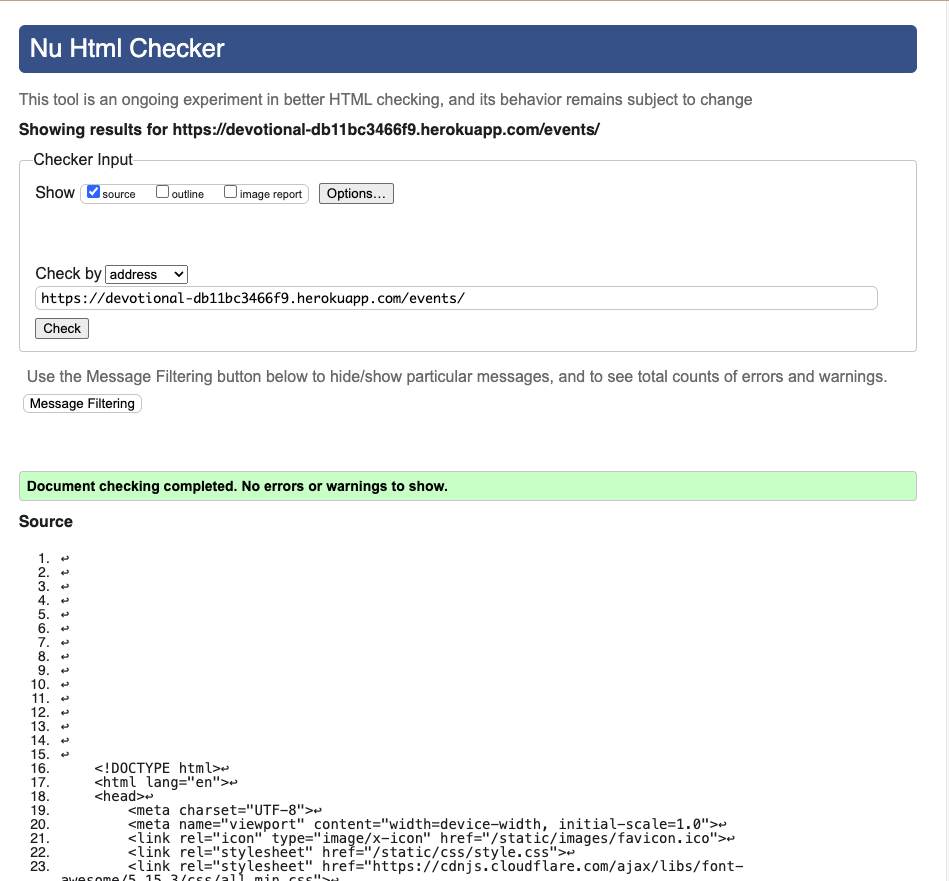 Nu Html Checker
This tool is an ongoing experiment in better HTML checking, and its behavior remains subject to change
Showing results for https://devotional-db11bc3466f9.herokuapp.com/events/
Checker Input
Show source outline image report Options...
Check by address
https://devotional-db11bc3466f9.herokuapp.com/events/
Check
Use the Message Filtering button below to hide/show particular messages, and to see total counts of errors and warnings.
Message Filtering
Document checking completed. No errors or warnings to show.
Source
1. ↩
2. ↩
3. ↩
4. ↩
5. ↩
6. ↩
7. ↩
8. ↩
9. ↩
10. ↩
11. ↩
12. ↩
13. ↩
14. ↩
15. ↩
16. <!DOCTYPE html>↩
17. <html lang="en">↩
18. <head>↩
19. <meta charset="UTF-8">↩
20. <meta name="viewport" content="width=device-width, initial-scale=1.0">↩
21. <link rel="icon" type="image/x-icon" href="/static/images/favicon.ico">↩
22. <link rel="stylesheet" href="/static/css/style.css">↩
23. <link rel="stylesheet" href="https://cdnjs.cloudflare.com/ajax/libs/font-
awesome/5.15.3/css/all.min.css">↩